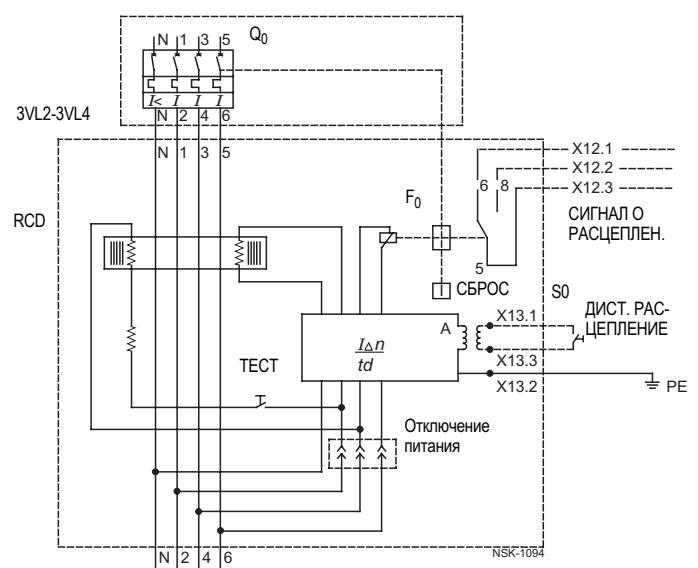 N 1 3 5
Q0
I< I I I
N 2 4 6
3VL2-3VL4
N 1 3 5
X12.1
X12.2
X12.3
6 8
F0
RCD
СИГНАЛ О
РАСЦЕПЛЕН.
5
СБРОС
S0
X13.1
ДИСТ. РАС-
ЦЕПЛЕНИЕ
A
I∆n
td
ТЕСТ
X13.3
X13.2
PE
Отключение
питания
NSK-1094
N 2 4 6